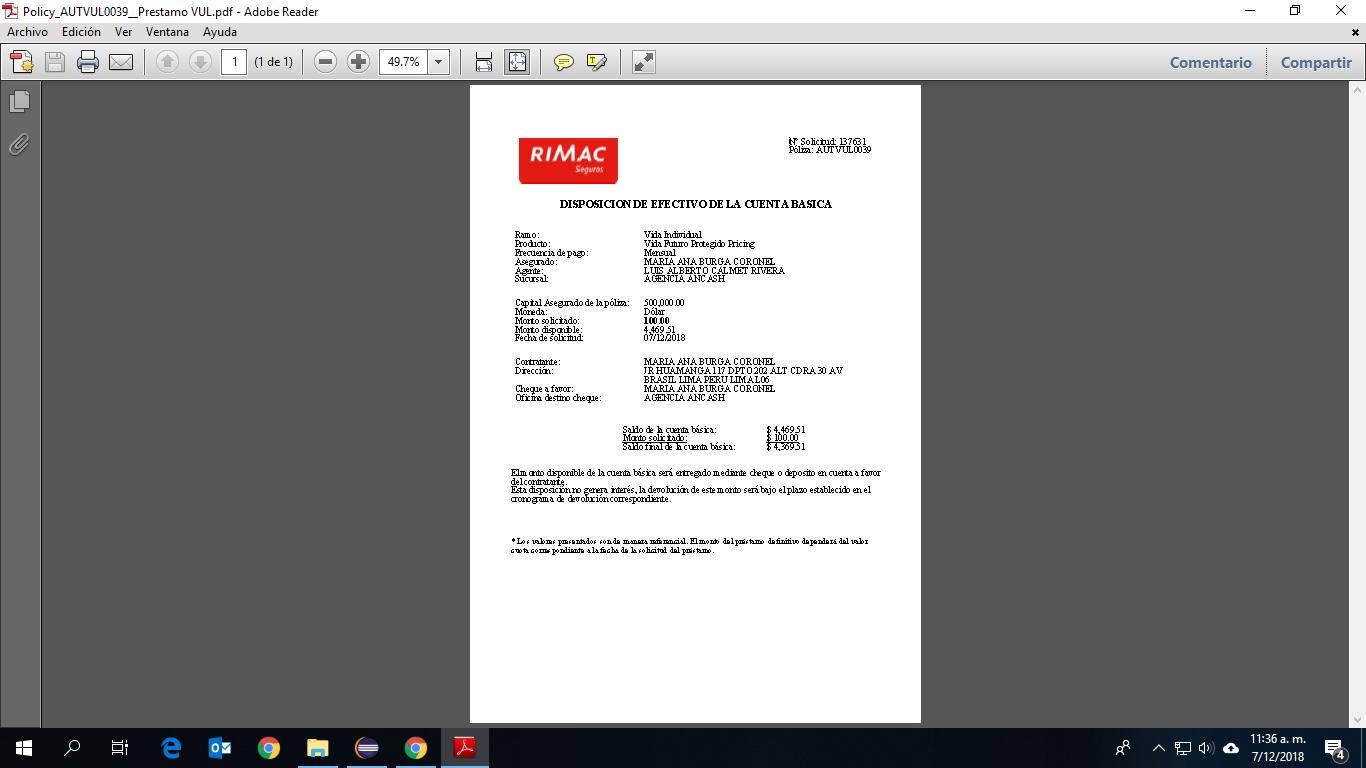 Policy_AUTVUL0039__Prestamo VUL.pdf - Adobe Reader
Archivo Edición Ver Ventana Ayuda
1 (1 de 1) 49.7% Comentario Compartir
RIMAC
Seguros
Nº Solicitud: 137631
Póliza: AUTVUL0039
DISPOSICION DE EFECTIVO DE LA CUENTA BASICA
Ramo: Vida Individual
Producto: Vida Futuro Protegido Pricing
Frecuencia de pago: Mensual
Asegurado: MARIA ANA BURGA CORONEL
Agente: LUIS ALBERTO CALMET RIVERA
Sucursal: AGENCIA ANCASH
Capital Asegurado de la póliza: 500,000.00
Moneda: Dólar
Monto solicitado: 100.00
Monto disponible: 4,469.51
Fecha de solicitud: 07/12/2018
Contratante: MARIA ANA BURGA CORONEL
Dirección: JR HUAMANGA 117 DPTO 202 ALT CDRA 30 AV
BRASIL LIMA PERU LIMA L06
Cheque a favor: MARIA ANA BURGA CORONEL
Oficina destino cheque: AGENCIA ANCASH
Saldo de la cuenta básica: $ 4,469.51
Monto solicitado: $ 100.00
Saldo final de la cuenta básica: $ 4,369.51
El monto disponible de la cuenta básica será entregado mediante cheque o deposito en cuenta a favor
del contratante.
Esta disposición no genera interés, la devolución de este monto será bajo el plazo establecido en el
cronograma de devolución correspondiente.
* Los valores presentados son de manera referencial. El monto del préstamo definitivo dependerá del valor
cuota correspondiente a la fecha de la solicitud del préstamo.
11:36 a. m.
7/12/2018
4